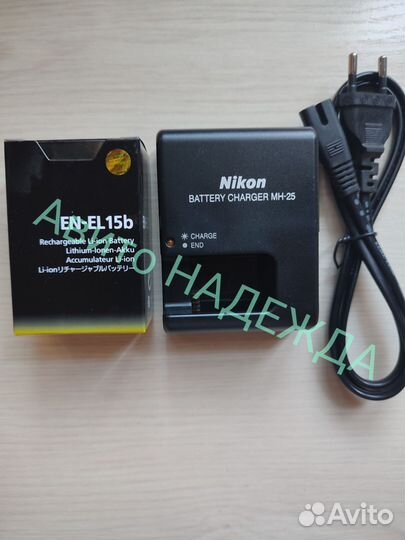 EN-EL15b
Rechargeable Li-ion Battery
Lithium-Ionen-Akku
Accumulateur Li-ion
Li-ionリチャージャブルバッテリー
Nikon
BATTERY CHARGER MH-25
CHARGE
END
Авито НАДЕЖДА
Avito